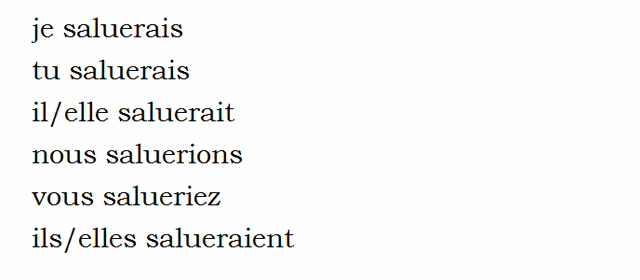 je saluerais
tu saluerais
il/elle saluerait
nous saluerions
vous salueriez
ils/elles salueraient